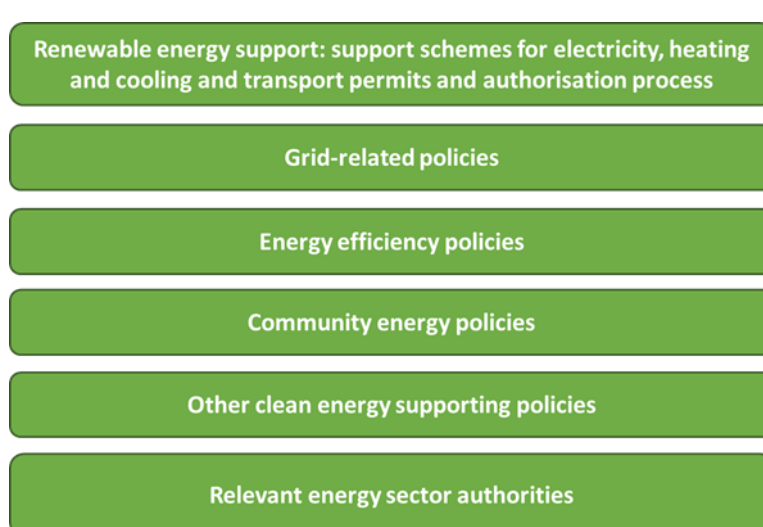 Renewable energy support: support schemes for electricity, heating
and cooling and transport permits and authorisation process
Grid-related policies
Energy efficiency policies
Community energy policies
Other clean energy supporting policies
Relevant energy sector authorities